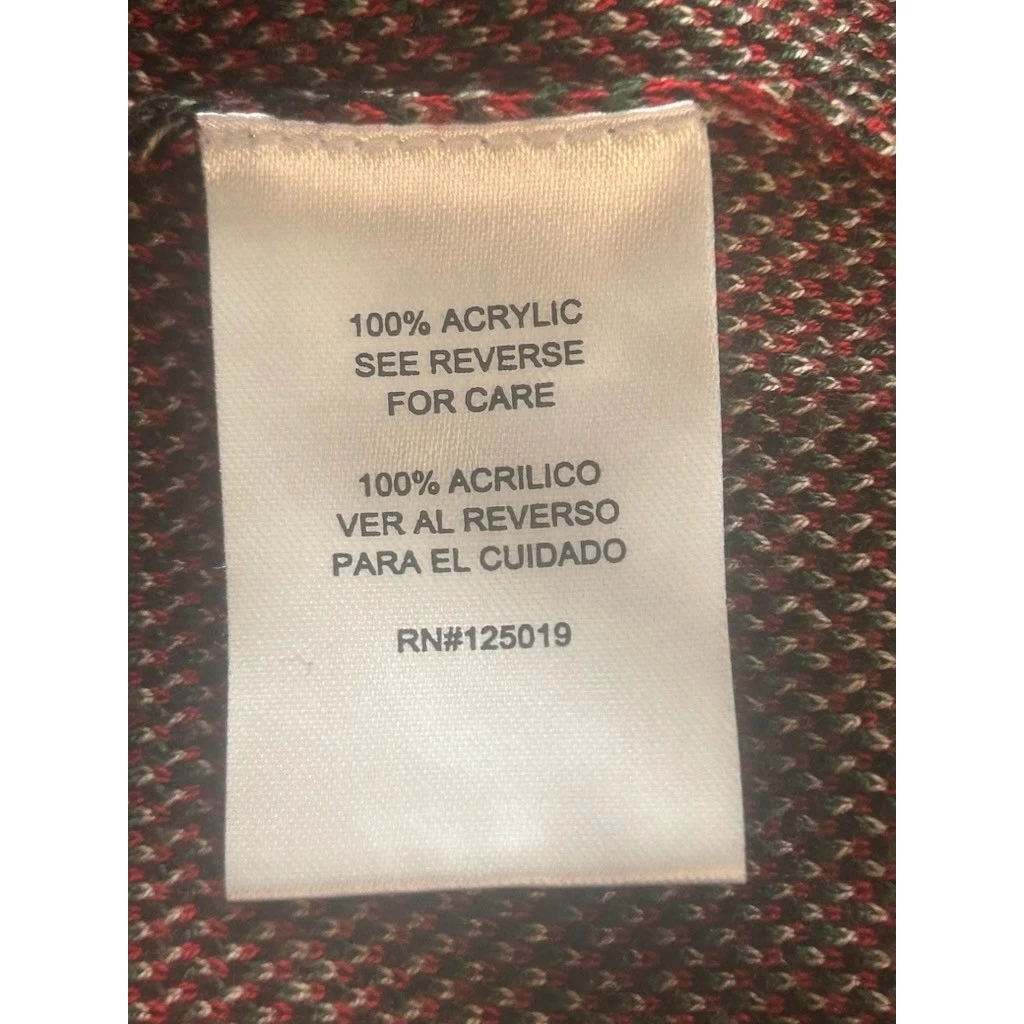 100% ACRYLIC
SEE REVERSE
FOR CARE
100% ACRILICO
VER AL REVERSO
PARA EL CUIDADO
RN#125019